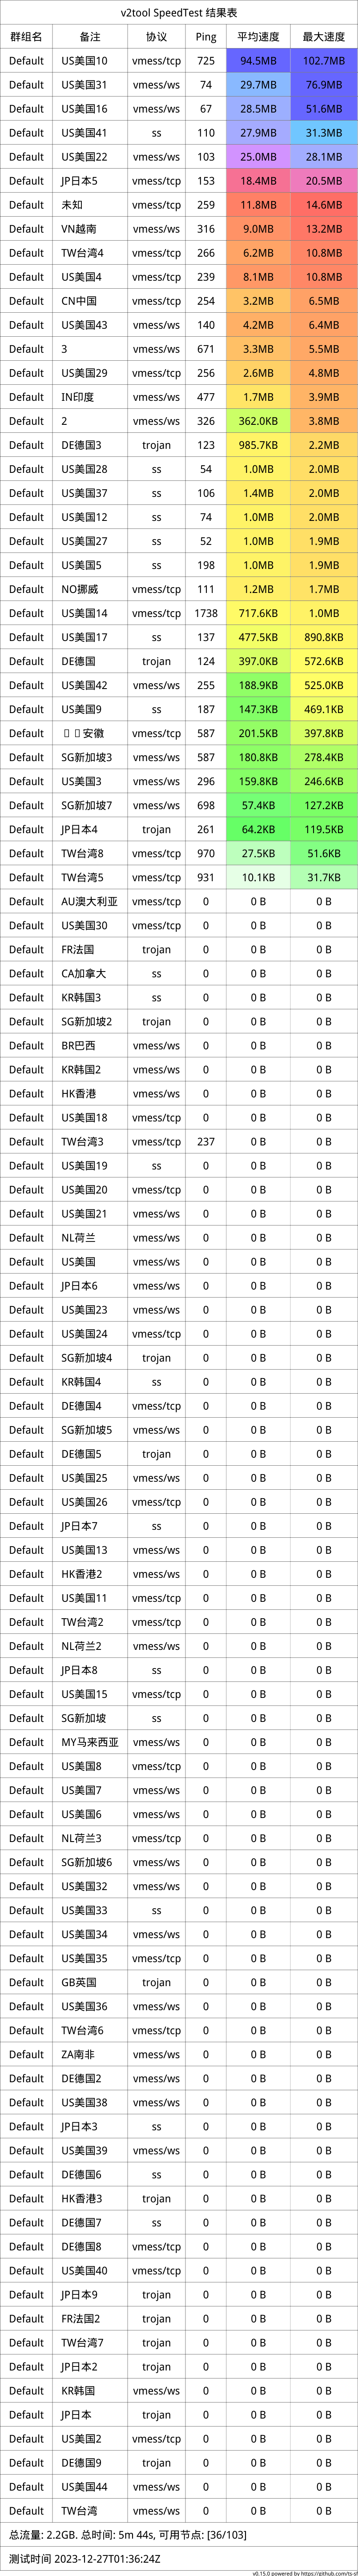 v2tool SpeedTest 结果表
群组名 备注 协议 Ping 平均速度 最大速度
Default US美国10 vmess/tcp 725 94.5MB 102.7MB
Default US美国31 vmess/ws 74 29.7MB 76.9MB
Default US美国16 vmess/ws 67 28.5MB 51.6MB
Default US美国41 ss 110 27.9MB 31.3MB
Default US美国22 vmess/ws 103 25.0MB 28.1MB
Default JP日本5 vmess/tcp 153 18.4MB 20.5MB
Default 未知 vmess/tcp 259 11.8MB 14.6MB
Default VN越南 vmess/ws 316 9.0MB 13.2MB
Default TW台湾4 vmess/tcp 266 6.2MB 10.8MB
Default US美国4 vmess/tcp 239 8.1MB 10.8MB
Default CN中国 vmess/tcp 254 3.2MB 6.5MB
Default US美国43 vmess/ws 140 4.2MB 6.4MB
Default 3 vmess/ws 671 3.3MB 5.5MB
Default US美国29 vmess/tcp 256 2.6MB 4.8MB
Default IN印度 vmess/ws 477 1.7MB 3.9MB
Default 2 vmess/ws 326 362.0KB 3.8MB
Default DE德国3 trojan 123 985.7KB 2.2MB
Default US美国28 ss 54 1.0MB 2.0MB
Default US美国37 ss 106 1.4MB 2.0MB
Default US美国12 ss 74 1.0MB 2.0MB
Default US美国27 ss 52 1.0MB 1.9MB
Default US美国5 ss 198 1.0MB 1.9MB
Default NO挪威 vmess/tcp 111 1.2MB 1.7MB
Default US美国14 vmess/tcp 1738 717.6KB 1.0MB
Default US美国17 ss 137 477.5KB 890.8KB
Default DE德国 trojan 124 397.0KB 572.6KB
Default US美国42 vmess/ws 255 188.9KB 525.0KB
Default US美国9 ss 187 147.3KB 469.1KB
Default 安徽 vmess/tcp 587 201.5KB 397.8KB
Default SG新加坡3 vmess/ws 587 180.8KB 278.4KB
Default US美国3 vmess/ws 296 159.8KB 246.6KB
Default SG新加坡7 vmess/ws 698 57.4KB 127.2KB
Default JP日本4 trojan 261 64.2KB 119.5KB
Default TW台湾8 vmess/tcp 970 27.5KB 51.6KB
Default TW台湾5 vmess/tcp 931 10.1KB 31.7KB
Default AU澳大利亚 vmess/tcp 0 0 B 0 B
Default US美国30 vmess/tcp 0 0 B 0 B
Default FR法国 trojan 0 0 B 0 B
Default CA加拿大 ss 0 0 B 0 B
Default KR韩国3 ss 0 0 B 0 B
Default SG新加坡2 trojan 0 0 B 0 B
Default BR巴西 vmess/ws 0 0 B 0 B
Default KR韩国2 vmess/ws 0 0 B 0 B
Default HK香港 vmess/ws 0 0 B 0 B
Default US美国18 vmess/tcp 0 0 B 0 B
Default TW台湾3 vmess/tcp 237 0 B 0 B
Default US美国19 ss 0 0 B 0 B
Default US美国20 vmess/tcp 0 0 B 0 B
Default US美国21 vmess/ws 0 0 B 0 B
Default NL荷兰 vmess/ws 0 0 B 0 B
Default US美国 vmess/ws 0 0 B 0 B
Default JP日本6 vmess/ws 0 0 B 0 B
Default US美国23 vmess/ws 0 0 B 0 B
Default US美国24 vmess/tcp 0 0 B 0 B
Default SG新加坡4 trojan 0 0 B 0 B
Default KR韩国4 ss 0 0 B 0 B
Default DE德国4 vmess/tcp 0 0 B 0 B
Default SG新加坡5 vmess/ws 0 0 B 0 B
Default DE德国5 trojan 0 0 B 0 B
Default US美国25 vmess/ws 0 0 B 0 B
Default US美国26 vmess/tcp 0 0 B 0 B
Default JP日本7 ss 0 0 B 0 B
Default US美国13 vmess/ws 0 0 B 0 B
Default HK香港2 vmess/ws 0 0 B 0 B
Default US美国11 vmess/tcp 0 0 B 0 B
Default TW台湾2 vmess/tcp 0 0 B 0 B
Default NL荷兰2 vmess/ws 0 0 B 0 B
Default JP日本8 ss 0 0 B 0 B
Default US美国15 vmess/tcp 0 0 B 0 B
Default SG新加坡 ss 0 0 B 0 B
Default MY马来西亚 vmess/ws 0 0 B 0 B
Default US美国8 vmess/tcp 0 0 B 0 B
Default US美国7 vmess/ws 0 0 B 0 B
Default US美国6 vmess/ws 0 0 B 0 B
Default NL荷兰3 vmess/tcp 0 0 B 0 B
Default SG新加坡6 vmess/ws 0 0 B 0 B
Default US美国32 vmess/ws 0 0 B 0 B
Default US美国33 ss 0 0 B 0 B
Default US美国34 vmess/ws 0 0 B 0 B
Default US美国35 vmess/tcp 0 0 B 0 B
Default GB英国 trojan 0 0 B 0 B
Default US美国36 vmess/ws 0 0 B 0 B
Default TW台湾6 vmess/tcp 0 0 B 0 B
Default ZA南非 vmess/ws 0 0 B 0 B
Default DE德国2 vmess/ws 0 0 B 0 B
Default US美国38 vmess/ws 0 0 B 0 B
Default JP日本3 ss 0 0 B 0 B
Default US美国39 vmess/ws 0 0 B 0 B
Default DE德国6 ss 0 0 B 0 B
Default HK香港3 trojan 0 0 B 0 B
Default DE德国7 ss 0 0 B 0 B
Default DE德国8 vmess/tcp 0 0 B 0 B
Default US美国40 vmess/tcp 0 0 B 0 B
Default JP日本9 trojan 0 0 B 0 B
Default FR法国2 trojan 0 0 B 0 B
Default TW台湾7 trojan 0 0 B 0 B
Default JP日本2 trojan 0 0 B 0 B
Default KR韩国 vmess/ws 0 0 B 0 B
Default JP日本 trojan 0 0 B 0 B
Default US美国2 vmess/tcp 0 0 B 0 B
Default DE德国9 trojan 0 0 B 0 B
Default US美国44 vmess/ws 0 0 B 0 B
Default TW台湾 vmess/ws 0 0 B 0 B
总流量: 2.2GB. 总时间: 5m 44s, 可用节点: [36/103]
测试时间 2023-12-27T01:36:24Z
v0.15.0 powered by https://github.com/ts-sf